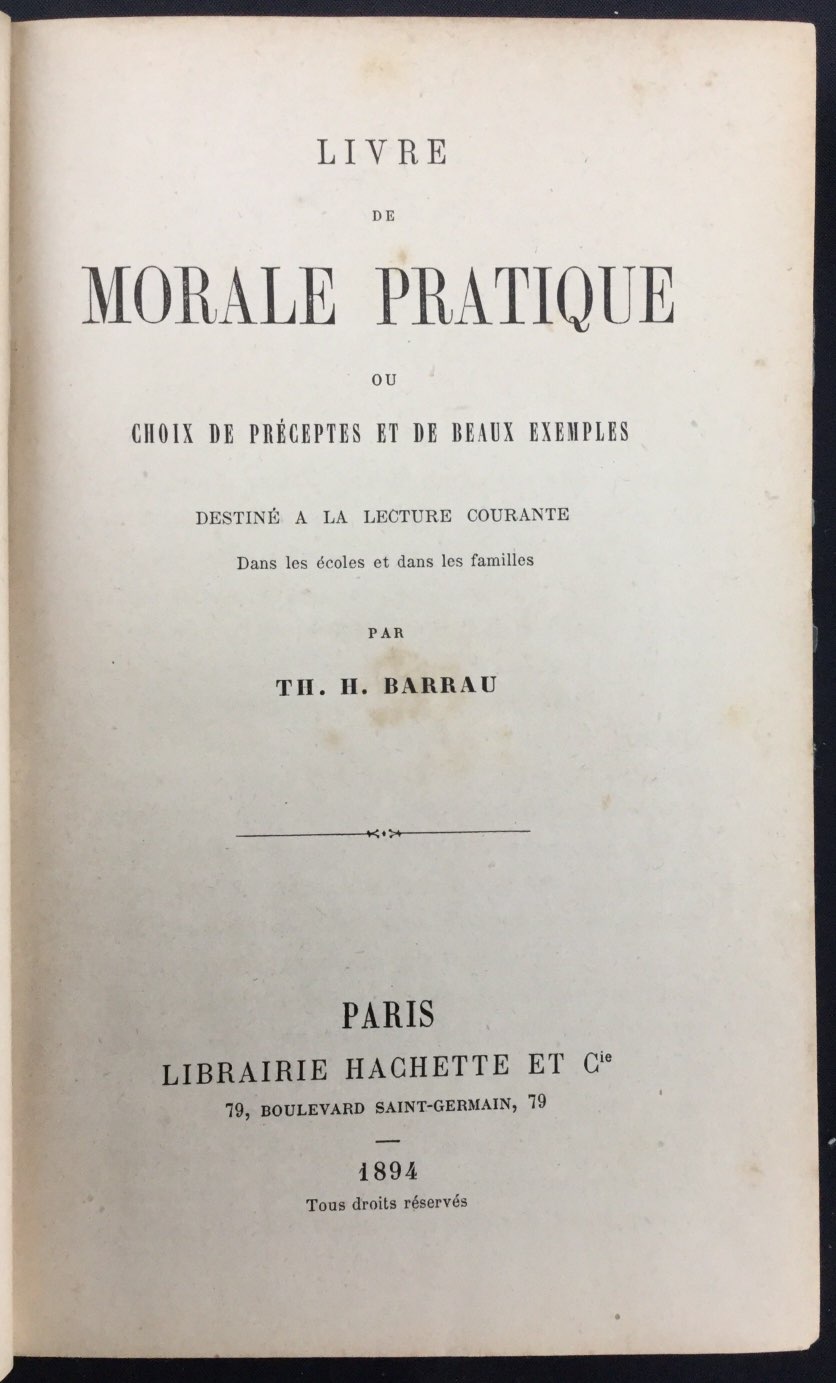 LIVRE
DE
MORALE PRATIQUE
OU
CHOIX DE PRÉCEPTES ET DE BEAUX EXEMPLES
DESTINÉ A LA LECTURE COURANTE
Dans les écoles et dans les familles
PAR
TH. H. BARRAU
PARIS
LIBRAIRIE HACHETTE ET Cie
79, BOULEVARD SAINT-GERMAIN, 79
1894
Tous droits réservés